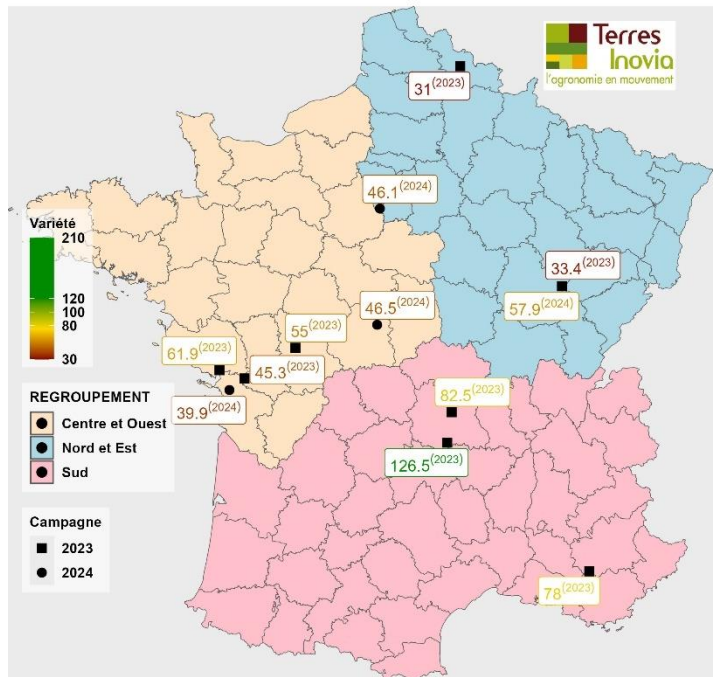 Terres
Inovia
l'agronomie en mouvement
31(2023)
46.1(2024)
Variété
210
120
100
80
30
33.4(2023)
57.9(2024)
46.5(2024)
55(2023)
61.9(2023)
45.3(2023)
39.9(2024)
82.5(2023)
126.5(2023)
78(2023)
REGROUPEMENT
Centre et Ouest
Nord et Est
Sud
Campagne
2023
2024